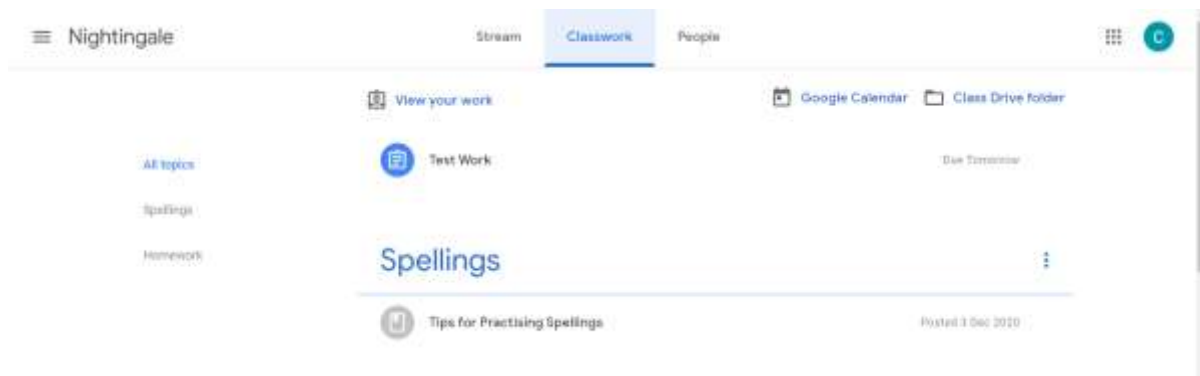 Nightingale
Stream
Classwork
People
C
View your work
Google Calendar
Class Drive folder
All topics
Test Work
Due Tomorrow
Spellings
Homework
Spellings
Tips for Practising Spellings
Posted 3 Dec 2020